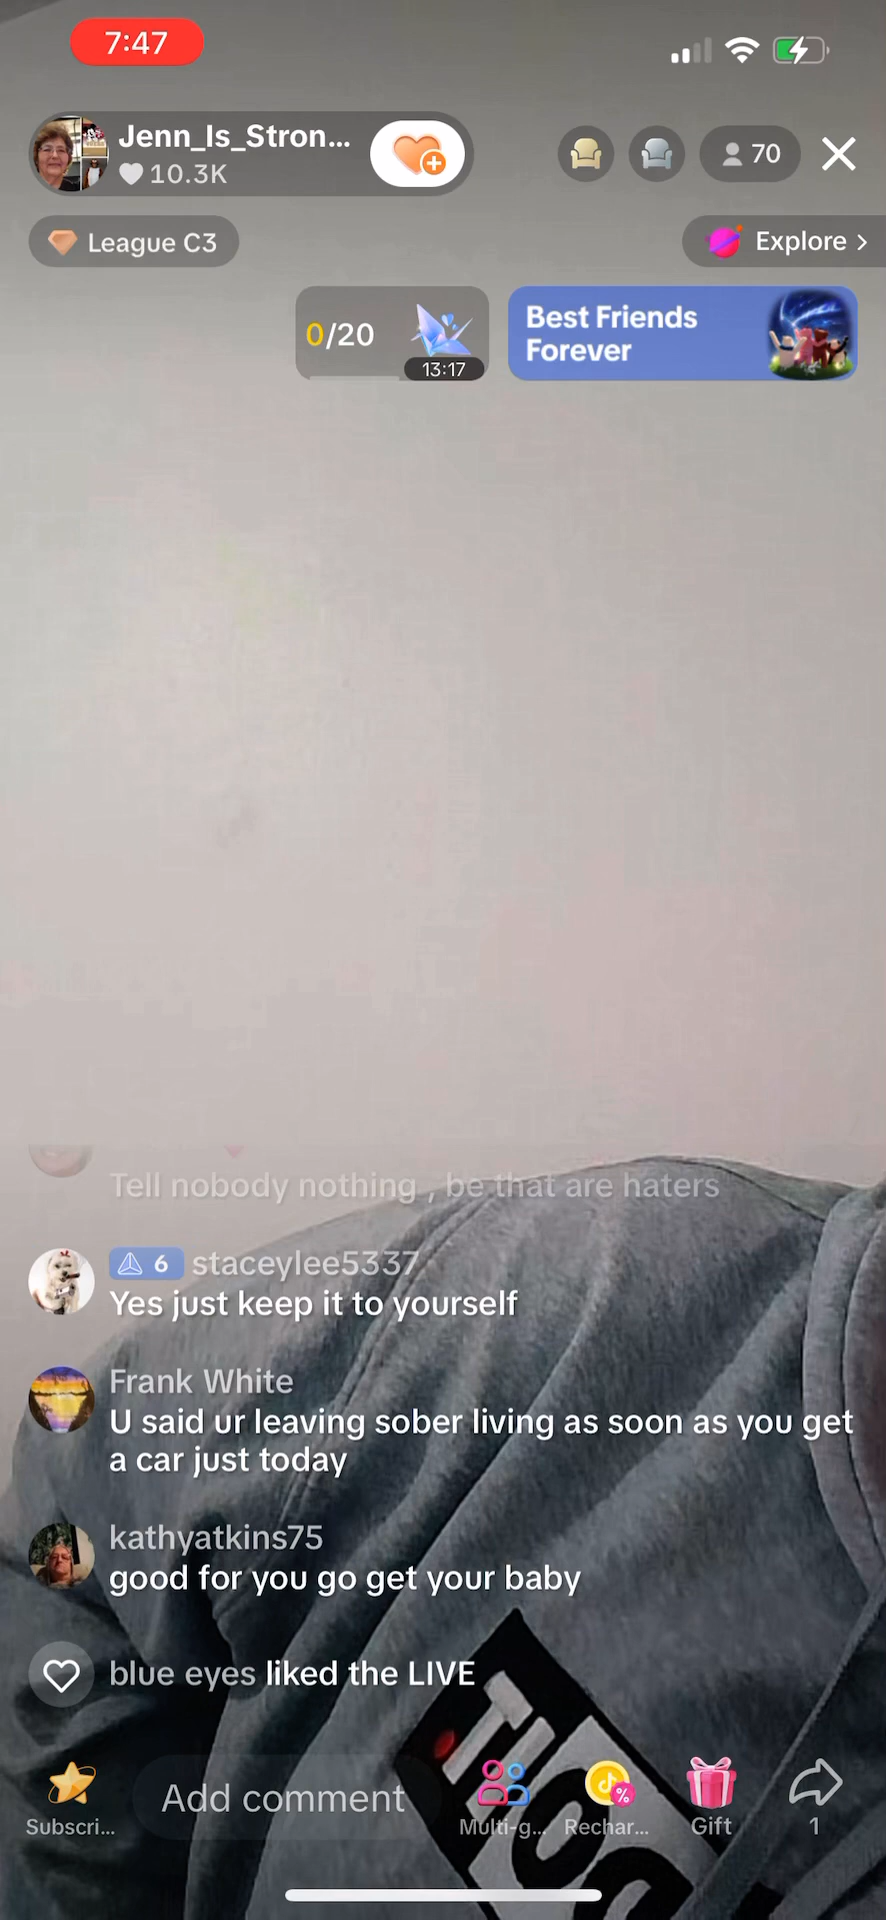 7:47
Jenn_Is_Stron...
10.3K
70
League C3
Explore >
0/20
13:17
Best Friends
Forever
Tell nobody nothing , be that are haters
6 staceylee5337
Yes just keep it to yourself
Frank White
U said ur leaving sober living as soon as you get
a car just today
kathyatkins75
good for you go get your baby
blue eyes liked the LIVE
Subscri...
Add comment
Multi-g...
Rechar...
Gift
1